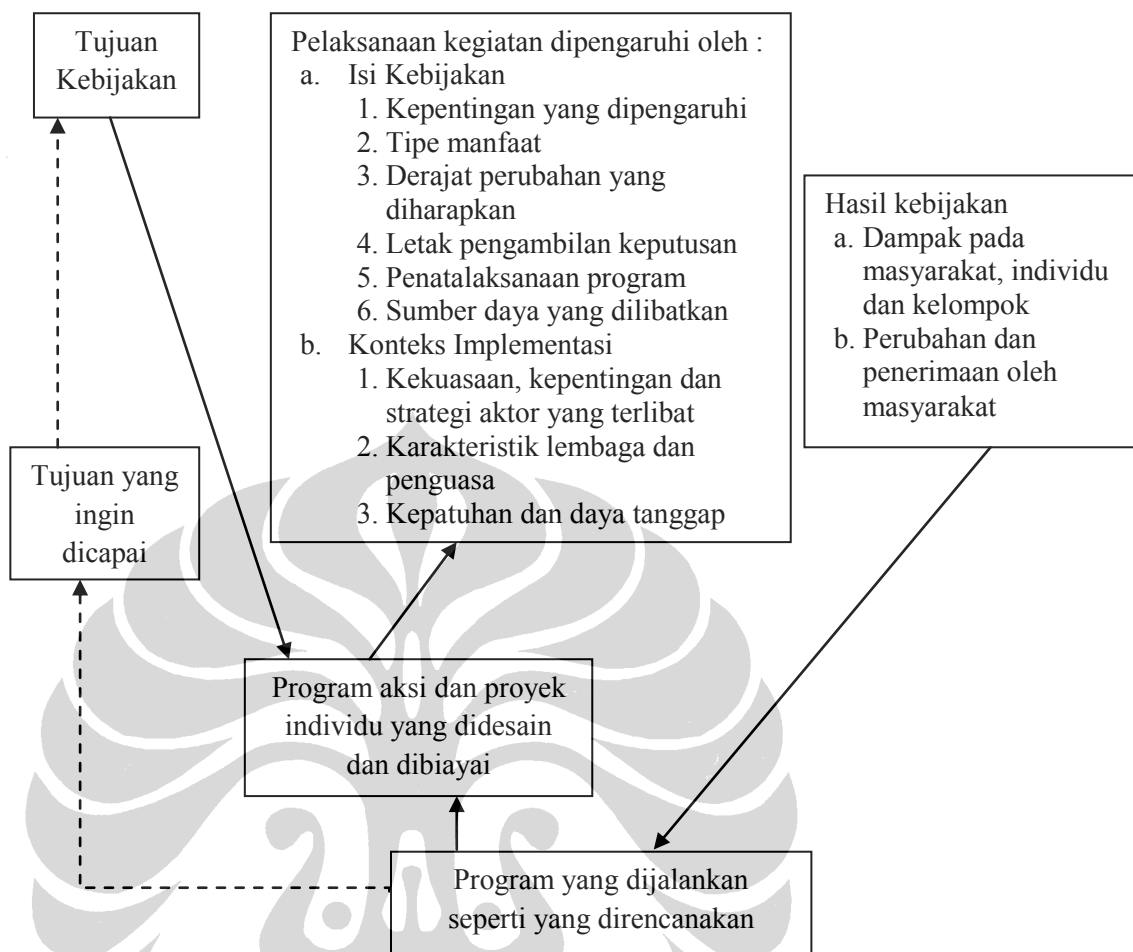 Tujuan
Kebijakan
Pelaksanaan kegiatan dipengaruhi oleh :
a. Isi Kebijakan
1. Kepentingan yang dipengaruhi
2. Tipe manfaat
3. Derajat perubahan yang
diharapkan
4. Letak pengambilan keputusan
5. Penatalaksanaan program
6. Sumber daya yang dilibatkan
b. Konteks Implementasi
1. Kekuasaan, kepentingan dan
strategi aktor yang terlibat
2. Karakteristik lembaga dan
penguasa
3. Kepatuhan dan daya tanggap
Hasil kebijakan
a. Dampak pada
masyarakat, individu
dan kelompok
b. Perubahan dan
penerimaan oleh
masyarakat
Tujuan yang
ingin
dicapai
Program aksi dan proyek
individu yang didesain
dan dibiayai
Program yang dijalankan
seperti yang direncanakan